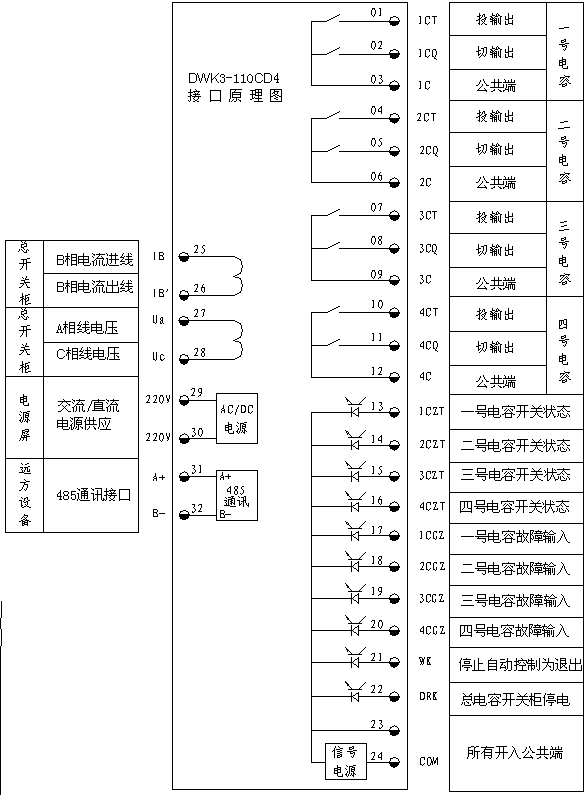 DWK3-110CD4
接口原理图
01 1CT 投输出
02 1CQ 切输出
03 1C 公共端
一号电容
04 2CT 投输出
05 2CQ 切输出
06 2C 公共端
二号电容
07 3CT 投输出
08 3CQ 切输出
09 3C 公共端
三号电容
10 4CT 投输出
11 4CQ 切输出
12 4C 公共端
四号电容
13 1CZT 一号电容开关状态
14 2CZT 二号电容开关状态
15 3CZT 三号电容开关状态
16 4CZT 四号电容开关状态
17 1CGZ 一号电容故障输入
18 2CGZ 二号电容故障输入
19 3CGZ 三号电容故障输入
20 4CGZ 四号电容故障输入
21 WK 停止自动控制为退出
22 DRK 总电容开关柜停电
23
信号
电源
24 COM
所有开入公共端
总开关柜
B相电流进线 IB 25
B相电流出线 IB' 26
总开关柜
A相线电压 Ua 27
C相线电压 Uc 28
电源屏
交流/直流
电源供应
220V 29
220V 30
AC/DC
电源
远方设备
485通讯接口
A+ 31
B- 32
A+
485
通讯
B-